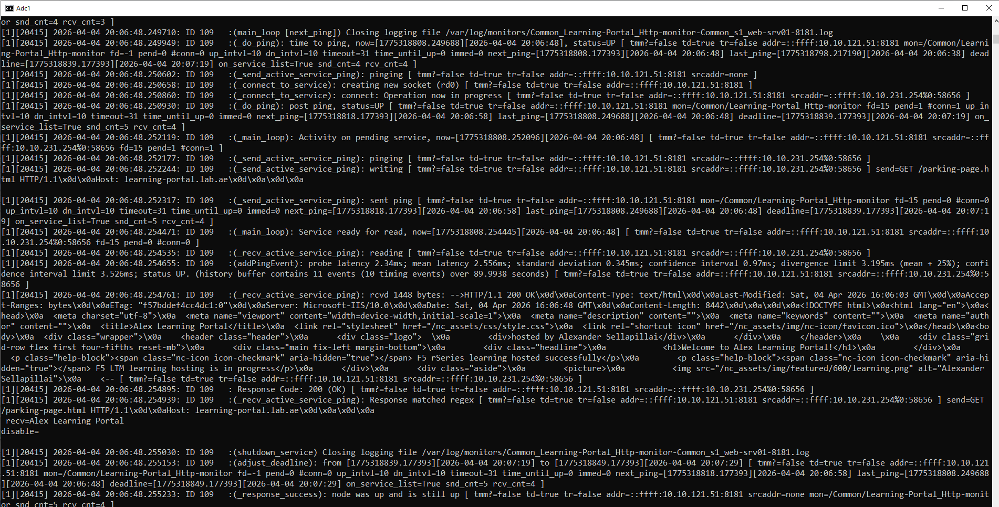 Adc1
or snd_cnt=4 rcv_cnt=3 ]
[1][20415] 2026-04-04 20:06:48.249710: ID 109   :(main_loop [next_ping]) Closing logging file /var/log/monitors/Common_Learning-Portal_Http-monitor-Common_s1_web-srv01-8181.log
[1][20415] 2026-04-04 20:06:48.249949: ID 109   :(_do_ping): time to ping, now=[1775318808.249688][2026-04-04 20:06:48], status=UP [ tmm?=false td=true tr=false addr=::ffff:10.10.121.51:8181 mon=/Common/Learni
ng-Portal_Http-monitor fd=-1 pend=0 #conn=0 up_intvl=10 dn_intvl=10 timeout=31 time_until_up=0 immed=0 next_ping=[1775318808.177393][2026-04-04 20:06:48] last_ping=[1775318798.217190][2026-04-04 20:06:38] dead
line=[1775318839.177393][2026-04-04 20:07:19] on_service_list=True snd_cnt=4 rcv_cnt=4 ]
[1][20415] 2026-04-04 20:06:48.250602: ID 109   :(_send_active_service_ping): pinging [ tmm?=false td=true tr=false addr=::ffff:10.10.121.51:8181 srcaddr=none ]
[1][20415] 2026-04-04 20:06:48.250658: ID 109   :(_connect_to_service): creating new socket (rd0) [ tmm?=false td=true tr=false addr=::ffff:10.10.121.51:8181 ]
[1][20415] 2026-04-04 20:06:48.250860: ID 109   :(_connect_to_service): connect: Operation now in progress [ tmm?=false td=true tr=false addr=::ffff:10.10.121.51:8181 srcaddr=::ffff:10.10.231.254%0:58656 ]
[1][20415] 2026-04-04 20:06:48.250930: ID 109   :(_do_ping): post ping, status=UP [ tmm?=false td=true tr=false addr=::ffff:10.10.121.51:8181 mon=/Common/Learning-Portal_Http-monitor fd=15 pend=1 #conn=1 up_in
tvl=10 dn_intvl=10 timeout=31 time_until_up=0 immed=0 next_ping=[1775318818.177393][2026-04-04 20:06:58] last_ping=[1775318808.249688][2026-04-04 20:06:48] deadline=[1775318839.177393][2026-04-04 20:07:19] on_
service_list=True snd_cnt=5 rcv_cnt=4 ]
[1][20415] 2026-04-04 20:06:48.252119: ID 109   :(_main_loop): Activity on pending service, now=[1775318808.252096][2026-04-04 20:06:48] [ tmm?=false td=true tr=false addr=::ffff:10.10.121.51:8181 srcaddr=::ff
ff:10.10.231.254%0:58656 fd=15 pend=1 #conn=1 ]
[1][20415] 2026-04-04 20:06:48.252177: ID 109   :(_send_active_service_ping): pinging [ tmm?=false td=true tr=false addr=::ffff:10.10.121.51:8181 srcaddr=::ffff:10.10.231.254%0:58656 ]
[1][20415] 2026-04-04 20:06:48.252244: ID 109   :(_send_active_service_ping): writing [ tmm?=false td=true tr=false addr=::ffff:10.10.121.51:8181 srcaddr=::ffff:10.10.231.254%0:58656 ] send=GET /parking-page.h
tml HTTP/1.1\x0d\x0aHost: learning-portal.lab.ae\x0d\x0a\x0d\x0a
[1][20415] 2026-04-04 20:06:48.252317: ID 109   :(_send_active_service_ping): sent ping [ tmm?=false td=true tr=false addr=::ffff:10.10.121.51:8181 mon=/Common/Learning-Portal_Http-monitor fd=15 pend=0 #conn=0
 up_intvl=10 dn_intvl=10 timeout=31 time_until_up=0 immed=0 next_ping=[1775318818.177393][2026-04-04 20:06:58] last_ping=[1775318808.249688][2026-04-04 20:06:48] deadline=[1775318839.177393][2026-04-04 20:07:1
9] on_service_list=True snd_cnt=5 rcv_cnt=4 ]
[1][20415] 2026-04-04 20:06:48.254471: ID 109   :(_main_loop): Service ready for read, now=[1775318808.254445][2026-04-04 20:06:48] [ tmm?=false td=true tr=false addr=::ffff:10.10.121.51:8181 srcaddr=::ffff:10
.10.231.254%0:58656 fd=15 pend=0 #conn=0 ]
[1][20415] 2026-04-04 20:06:48.254535: ID 109   :(_recv_active_service_ping): reading [ tmm?=false td=true tr=false addr=::ffff:10.10.121.51:8181 srcaddr=::ffff:10.10.231.254%0:58656 ]
[1][20415] 2026-04-04 20:06:48.254655: ID 109   :(addPingEvent): probe latency 2.34ms; mean latency 2.556ms; standard deviation 0.345ms; confidence interval 0.97ms; divergence limit 3.195ms (mean + 25%); confi
dence interval limit 3.526ms; status UP. (history buffer contains 11 events (10 timing events) over 89.9938 seconds) [ tmm?=false td=true tr=false addr=::ffff:10.10.121.51:8181 srcaddr=::ffff:10.10.231.254%0:5
8656 ]
[1][20415] 2026-04-04 20:06:48.254761: ID 109   :(_recv_active_service_ping): rcvd 1448 bytes: -->HTTP/1.1 200 OK\x0d\x0aContent-Type: text/html\x0d\x0aLast-Modified: Sat, 04 Apr 2026 16:06:03 GMT\x0d\x0aAccep
t-Ranges: bytes\x0d\x0aETag: "f57bddef4cc4dc1:0"\x0d\x0aServer: Microsoft-IIS/10.0\x0d\x0aDate: Sat, 04 Apr 2026 16:06:48 GMT\x0d\x0aContent-Length: 8442\x0d\x0a\x0d\x0a<!DOCTYPE html>\x0a<html lang="en">\x0a<
head>\x0a  <meta charset="utf-8">\x0a  <meta name="viewport" content="width=device-width,initial-scale=1">\x0a  <meta name="description" content="">\x0a  <meta name="keywords" content="">\x0a  <meta name="auth
or" content="">\x0a  <title>Alex Learning Portal</title>\x0a  <link rel="stylesheet" href="/nc_assets/css/style.css">\x0a  <link rel="shortcut icon" href="/nc_assets/img/nc-icon/favicon.ico">\x0a</head>\x0a<bo
dy>\x0a  <div class="wrapper">\x0a    <header class="header">\x0a      <div class="logo">  \x0a        <div>hosted by Alexander Sellapillai</div>\x0a      </div>\x0a    </header>\x0a    \x0a    <div class="gri
d-row flex first four-fifths reset-mb">\x0a      <div class="main fix-left margin-bottom">\x0a        <div class="headline">\x0a            <h1>Welcome to Alex Learning Portal!</h1>\x0a        </div>\x0a
  <p class="help-block"><span class="nc-icon icon-checkmark" aria-hidden="true"></span> F5 rSeries learning hosted successfully</p>\x0a        <p class="help-block"><span class="nc-icon icon-checkmark" aria-hi
dden="true"></span> F5 LTM learning hosting is in progress</p>\x0a      </div>\x0a      <div class="aside">\x0a        <picture>\x0a          <img src="/nc_assets/img/featured/600/learning.png" alt="Alexander
Sellapillai">\x0a    <-- [ tmm?=false td=true tr=false addr=::ffff:10.10.121.51:8181 srcaddr=::ffff:10.10.231.254%0:58656 ]
[1][20415] 2026-04-04 20:06:48.254895: ID 109   : Response Code: 200 (OK) [ tmm?=false td=true tr=false addr=::ffff:10.10.121.51:8181 srcaddr=::ffff:10.10.231.254%0:58656 ]
[1][20415] 2026-04-04 20:06:48.254939: ID 109   :(_recv_active_service_ping): Response matched regex [ tmm?=false td=true tr=false addr=::ffff:10.10.121.51:8181 srcaddr=::ffff:10.10.231.254%0:58656 ] send=GET
/parking-page.html HTTP/1.1\x0d\x0aHost: learning-portal.lab.ae\x0d\x0a\x0d\x0a
 recv=Alex Learning Portal
disable=
[1][20415] 2026-04-04 20:06:48.255030: ID 109   :(shutdown_service) Closing logging file /var/log/monitors/Common_Learning-Portal_Http-monitor-Common_s1_web-srv01-8181.log
[1][20415] 2026-04-04 20:06:48.255153: ID 109   :(adjust_deadline): from [1775318839.177393][2026-04-04 20:07:19] to [1775318849.177393][2026-04-04 20:07:29] [ tmm?=false td=true tr=false addr=::ffff:10.10.121
.51:8181 mon=/Common/Learning-Portal_Http-monitor fd=-1 pend=0 #conn=0 up_intvl=10 dn_intvl=10 timeout=31 time_until_up=0 immed=0 next_ping=[1775318818.177393][2026-04-04 20:06:58] last_ping=[1775318808.249688
][2026-04-04 20:06:48] deadline=[1775318849.177393][2026-04-04 20:07:29] on_service_list=True snd_cnt=5 rcv_cnt=4 ]
[1][20415] 2026-04-04 20:06:48.255233: ID 109   :(_response_success): node was up and is still up [ tmm?=false td=true tr=false addr=::ffff:10.10.121.51:8181 srcaddr=none mon=/Common/Learning-Portal_Http-monit
or snd_cnt=5 rcv_cnt=4 ]